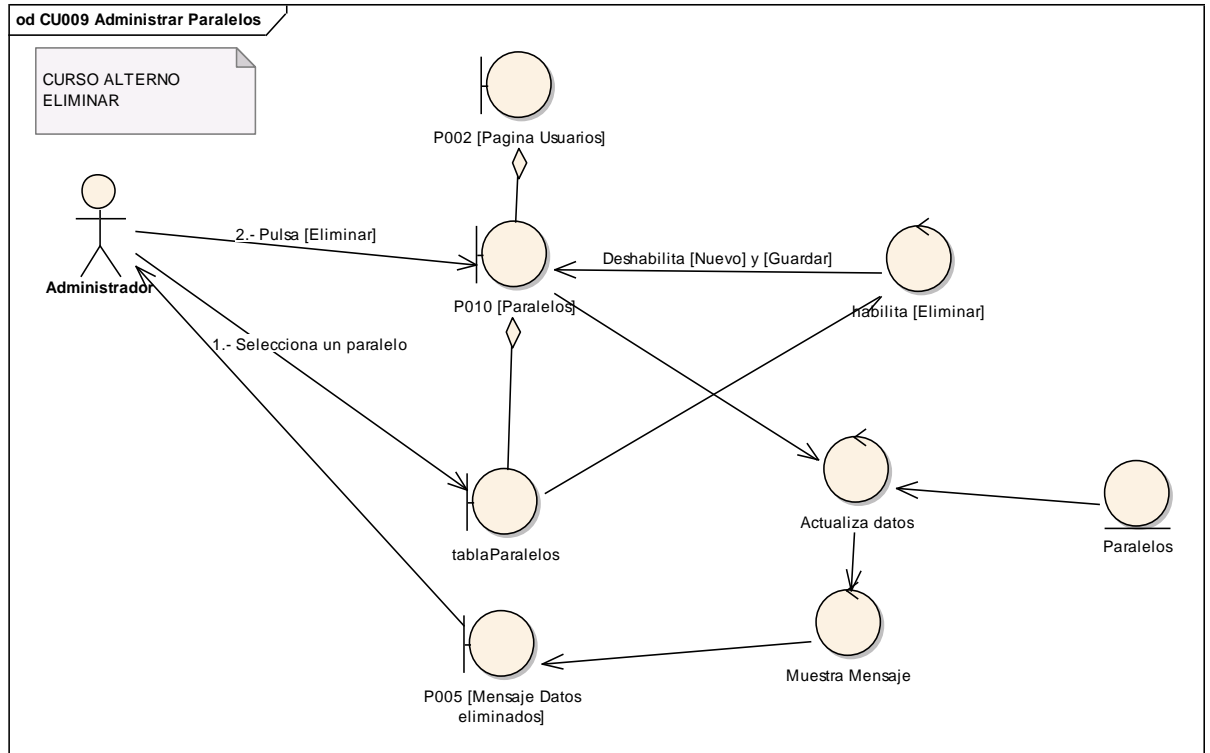 od CU009 Administrar Paralelos
CURSO ALTERNO
ELIMINAR
P002 [Pagina Usuarios]
2.- Pulsa [Eliminar]
Deshabilita [Nuevo] y [Guardar]
Administrador
P010 [Paralelos]
habilita [Eliminar]
1.- Selecciona un paralelo
Actualiza datos
tablaParalelos
Paralelos
Muestra Mensaje
P005 [Mensaje Datos
eliminados]